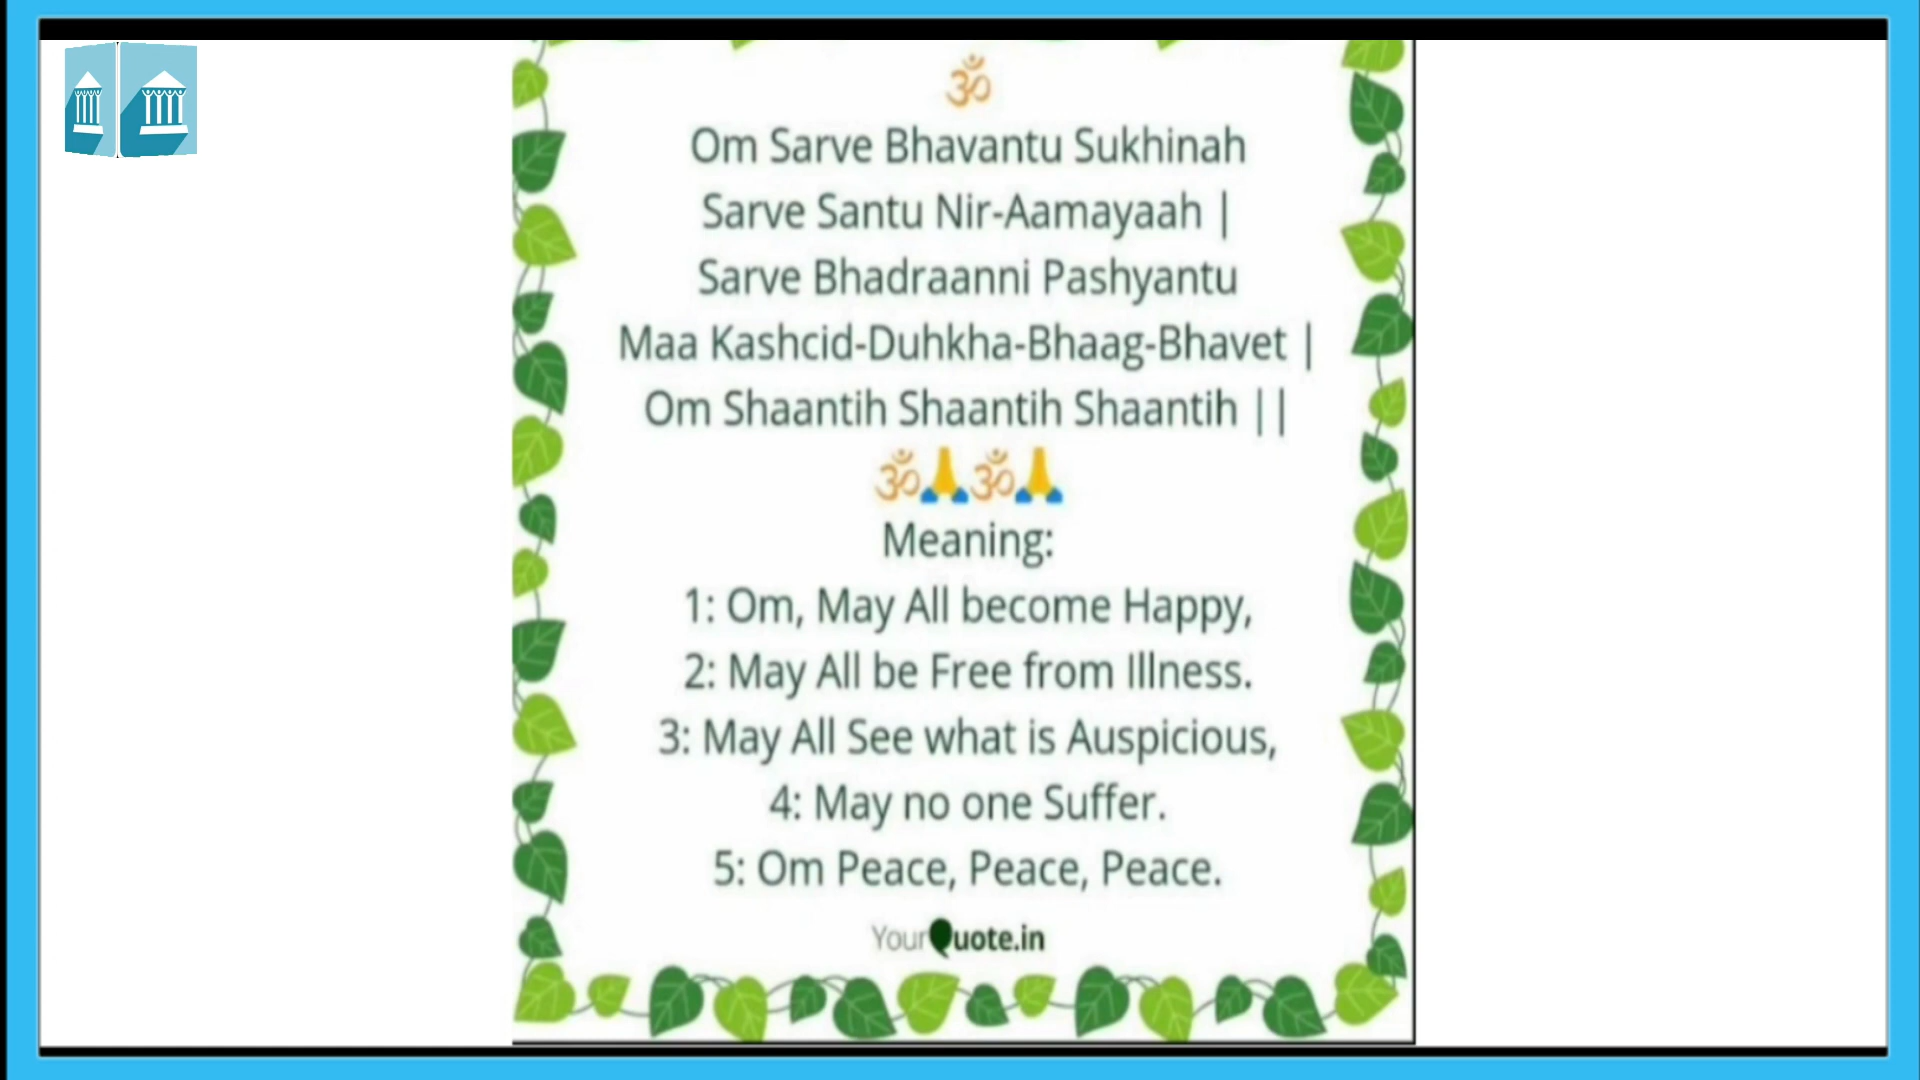 ॐ
Om Sarve Bhavantu Sukhinah
Sarve Santu Nir-Aamayaah |
Sarve Bhadraanni Pashyantu
Maa Kashcid-Duhkha-Bhaag-Bhavet |
Om Shaantih Shaantih Shaantih ||
ॐ🙏ॐ🙏
Meaning:
1: Om, May All become Happy,
2: May All be Free from Illness.
3: May All See what is Auspicious,
4: May no one Suffer.
5: Om Peace, Peace, Peace.
YourQuote.in